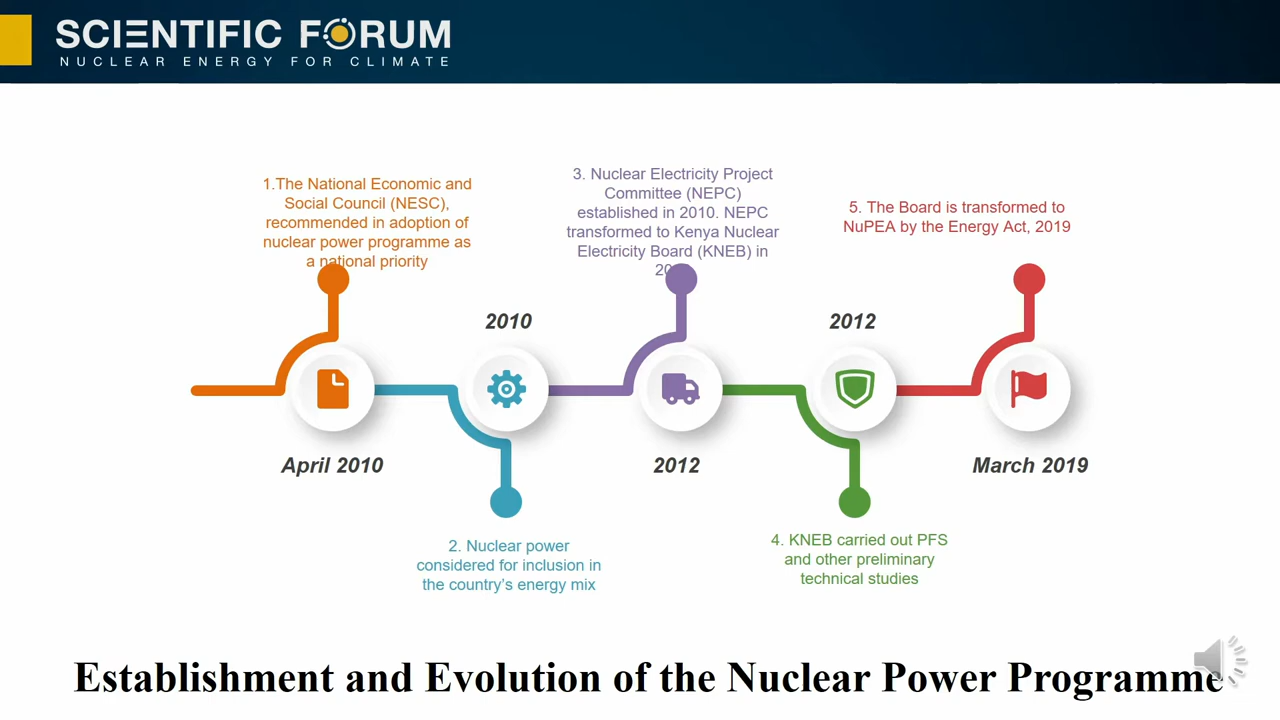 SCIENTIFIC FORUM
NUCLEAR ENERGY FOR CLIMATE
1.The National Economic and
Social Council (NESC),
recommended in adoption of
nuclear power programme as
a national priority
April 2010
2010
2. Nuclear power
considered for inclusion in
the country's energy mix
3. Nuclear Electricity Project
Committee (NEPC)
established in 2010. NEPC
transformed to Kenya Nuclear
Electricity Board (KNEB) in
2012
2012
4. KNEB carried out PFS
and other preliminary
technical studies
5. The Board is transformed to
NuPEA by the Energy Act, 2019
March 2019
Establishment and Evolution of the Nuclear Power Programme